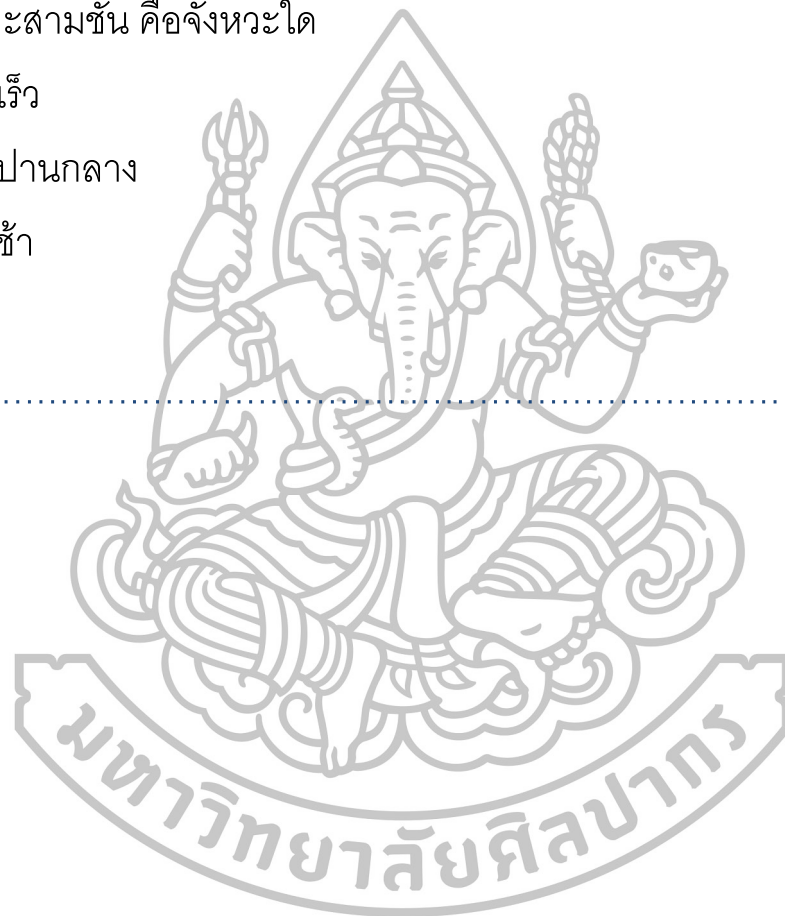 ะสามชั้น คือจังหวะใด
เร็ว
ปานกลาง
ช้า
มหาวิทยาลัยศิลปากร